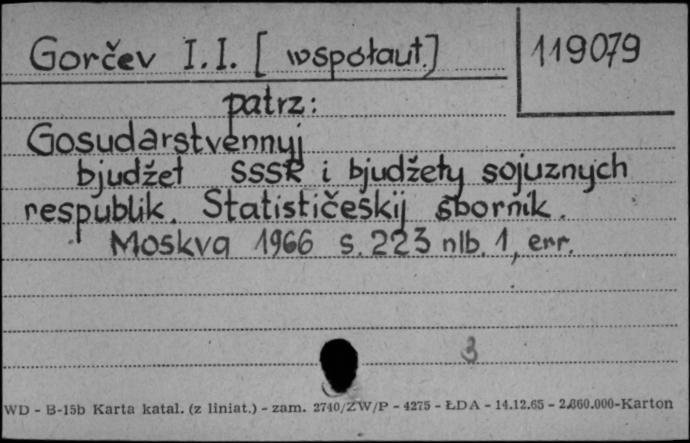 Gorčev I.I. [współaut.]
119079
patrz:
Gosudarstvennyj
bjudžet SSSR i bjudžety sojuznych
respublik. Statističeskij sbornik.
Moskva 1966 s. 223 nlb. 1, err.
3
WD - B-15b Karta katal. (z liniat.) - zam. 2740/ZW/P - 4275 - ŁDA - 14.12.65 - 2.860.000-Karton